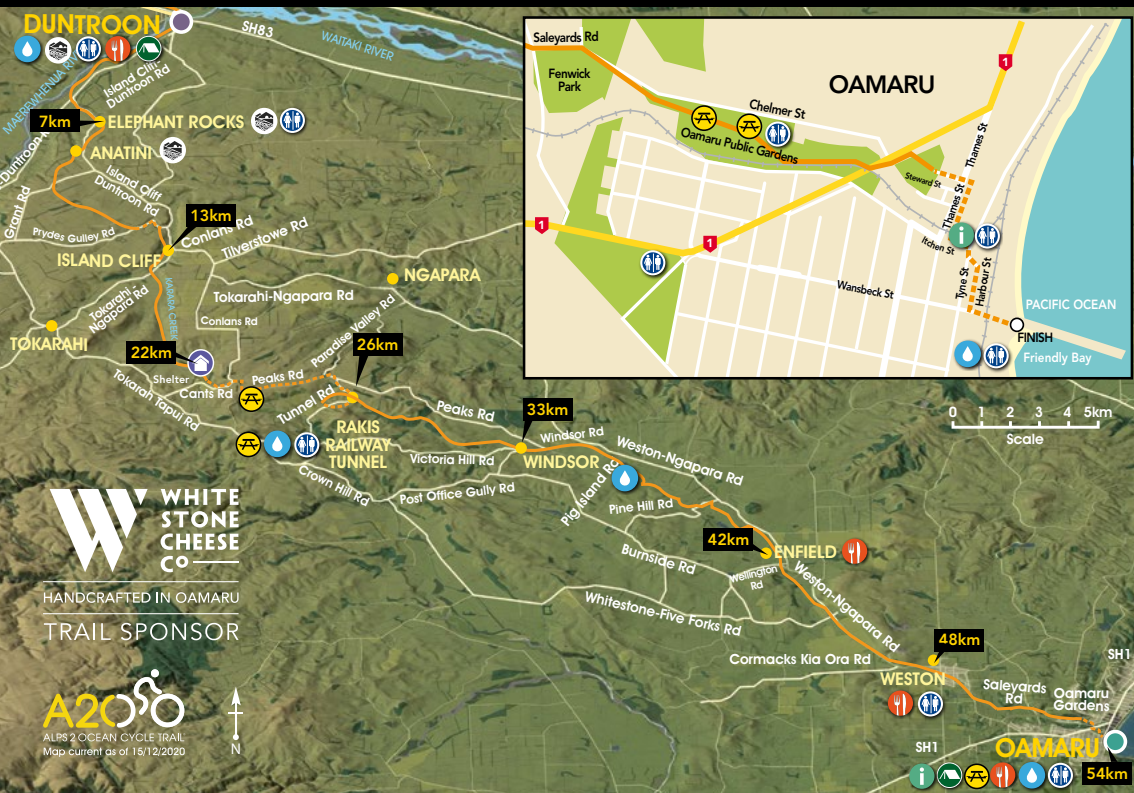 DUNTROON
SH83
WAITAKI RIVER
Island Cliff-
Duntroon Rd
7km
ELEPHANT ROCKS
ANATINI
Island Cliff
Duntroon Rd
Grant Rd
13km
Conlans Rd
Tilverstowe Rd
Prydes Gulley Rd
ISLAND CLIFF
NGAPARA
Tokarahi-
Ngapara Rd
Tokarahi-Ngapara Rd
Conlans Rd
TOKARAHI
22km
Shelter
Paradise Valley Rd
26km
Peaks Rd
Cants Rd
Tokarah Tapui Rd
Tunnel Rd
RAKIS
RAILWAY
TUNNEL
Peaks Rd
33km
Windsor Rd
WINDSOR
Weston-Ngapara Rd
Victoria Hill Rd
Crown Hill Rd
Post Office Gully Rd
Pig Island Rd
Pine Hill Rd
42km
ENFIELD
Burnside Rd
Wellington
Rd
Weston-Ngapara Rd
Whitestone-Five Forks Rd
48km
Cormacks Kia Ora Rd
WESTON
Saleyards
Rd
Oamaru
Gardens
SH1
SH1
OAMARU
54km
Saleyards Rd
Fenwick
Park
OAMARU
1
Chelmer St
Oamaru Public Gardens
Thames St
Steward St
Thames St
1
1
Itchen St
Wansbeck St
Tyne St
Harbour St
PACIFIC OCEAN
FINISH
Friendly Bay
0 1 2 3 4 5km
Scale
WHITE
STONE
CHEESE
Co
HANDCRAFTED IN OAMARU
TRAIL SPONSOR
A2O
ALPS 2 OCEAN CYCLE TRAIL
Map current as of 15/12/2020
N